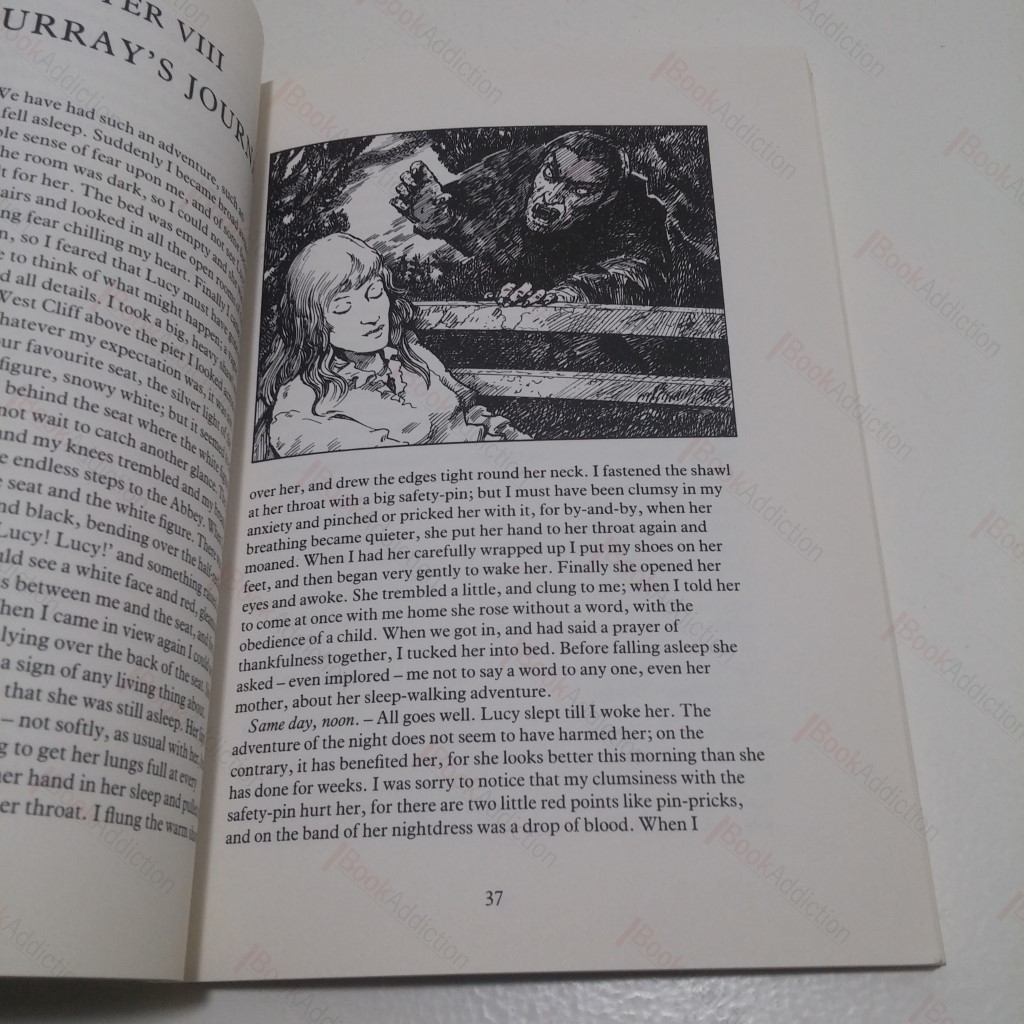 TER VIII
URRAY'S JOURN
We have had such an adventure, such
fell asleep. Suddenly I became broad
ble sense of fear upon me, and of some
he room was dark, so I could not see
t for her. The bed was empty and
airs and looked in all the open rooms
ng fear chilling my heart. Finally I
n, so I feared that Lucy must have
e to think of what might happen; a
d all details. I took a big, heavy shawl
West Cliff above the pier I looked
hatever my expectation was, it was
our favourite seat, the silver light of
figure, snowy white; but it seemed
behind the seat where the white
not wait to catch another glance.
and my knees trembled and my
e endless steps to the Abbey.
e seat and the white figure. There
nd black, bending over the half-
Lucy! Lucy!' and something raised
uld see a white face and red, gleam
s between me and the seat, and
hen I came in view again I could
lying over the back of the seat.
a sign of any living thing about.
that she was still asleep. Her
– not softly, as usual with her,
ng to get her lungs full at every
her hand in her sleep and pulled
er throat. I flung the warm
over her, and drew the edges tight round her neck. I fastened the shawl
at her throat with a big safety-pin; but I must have been clumsy in my
anxiety and pinched or pricked her with it, for by-and-by, when her
breathing became quieter, she put her hand to her throat again and
moaned. When I had her carefully wrapped up I put my shoes on her
feet, and then began very gently to wake her. Finally she opened her
eyes and awoke. She trembled a little, and clung to me; when I told her
to come at once with me home she rose without a word, with the
obedience of a child. When we got in, and had said a prayer of
thankfulness together, I tucked her into bed. Before falling asleep she
asked – even implored – me not to say a word to any one, even her
mother, about her sleep-walking adventure.
Same day, noon. – All goes well. Lucy slept till I woke her. The
adventure of the night does not seem to have harmed her; on the
contrary, it has benefited her, for she looks better this morning than she
has done for weeks. I was sorry to notice that my clumsiness with the
safety-pin hurt her, for there are two little red points like pin-pricks,
and on the band of her nightdress was a drop of blood. When I
37
BookAddiction